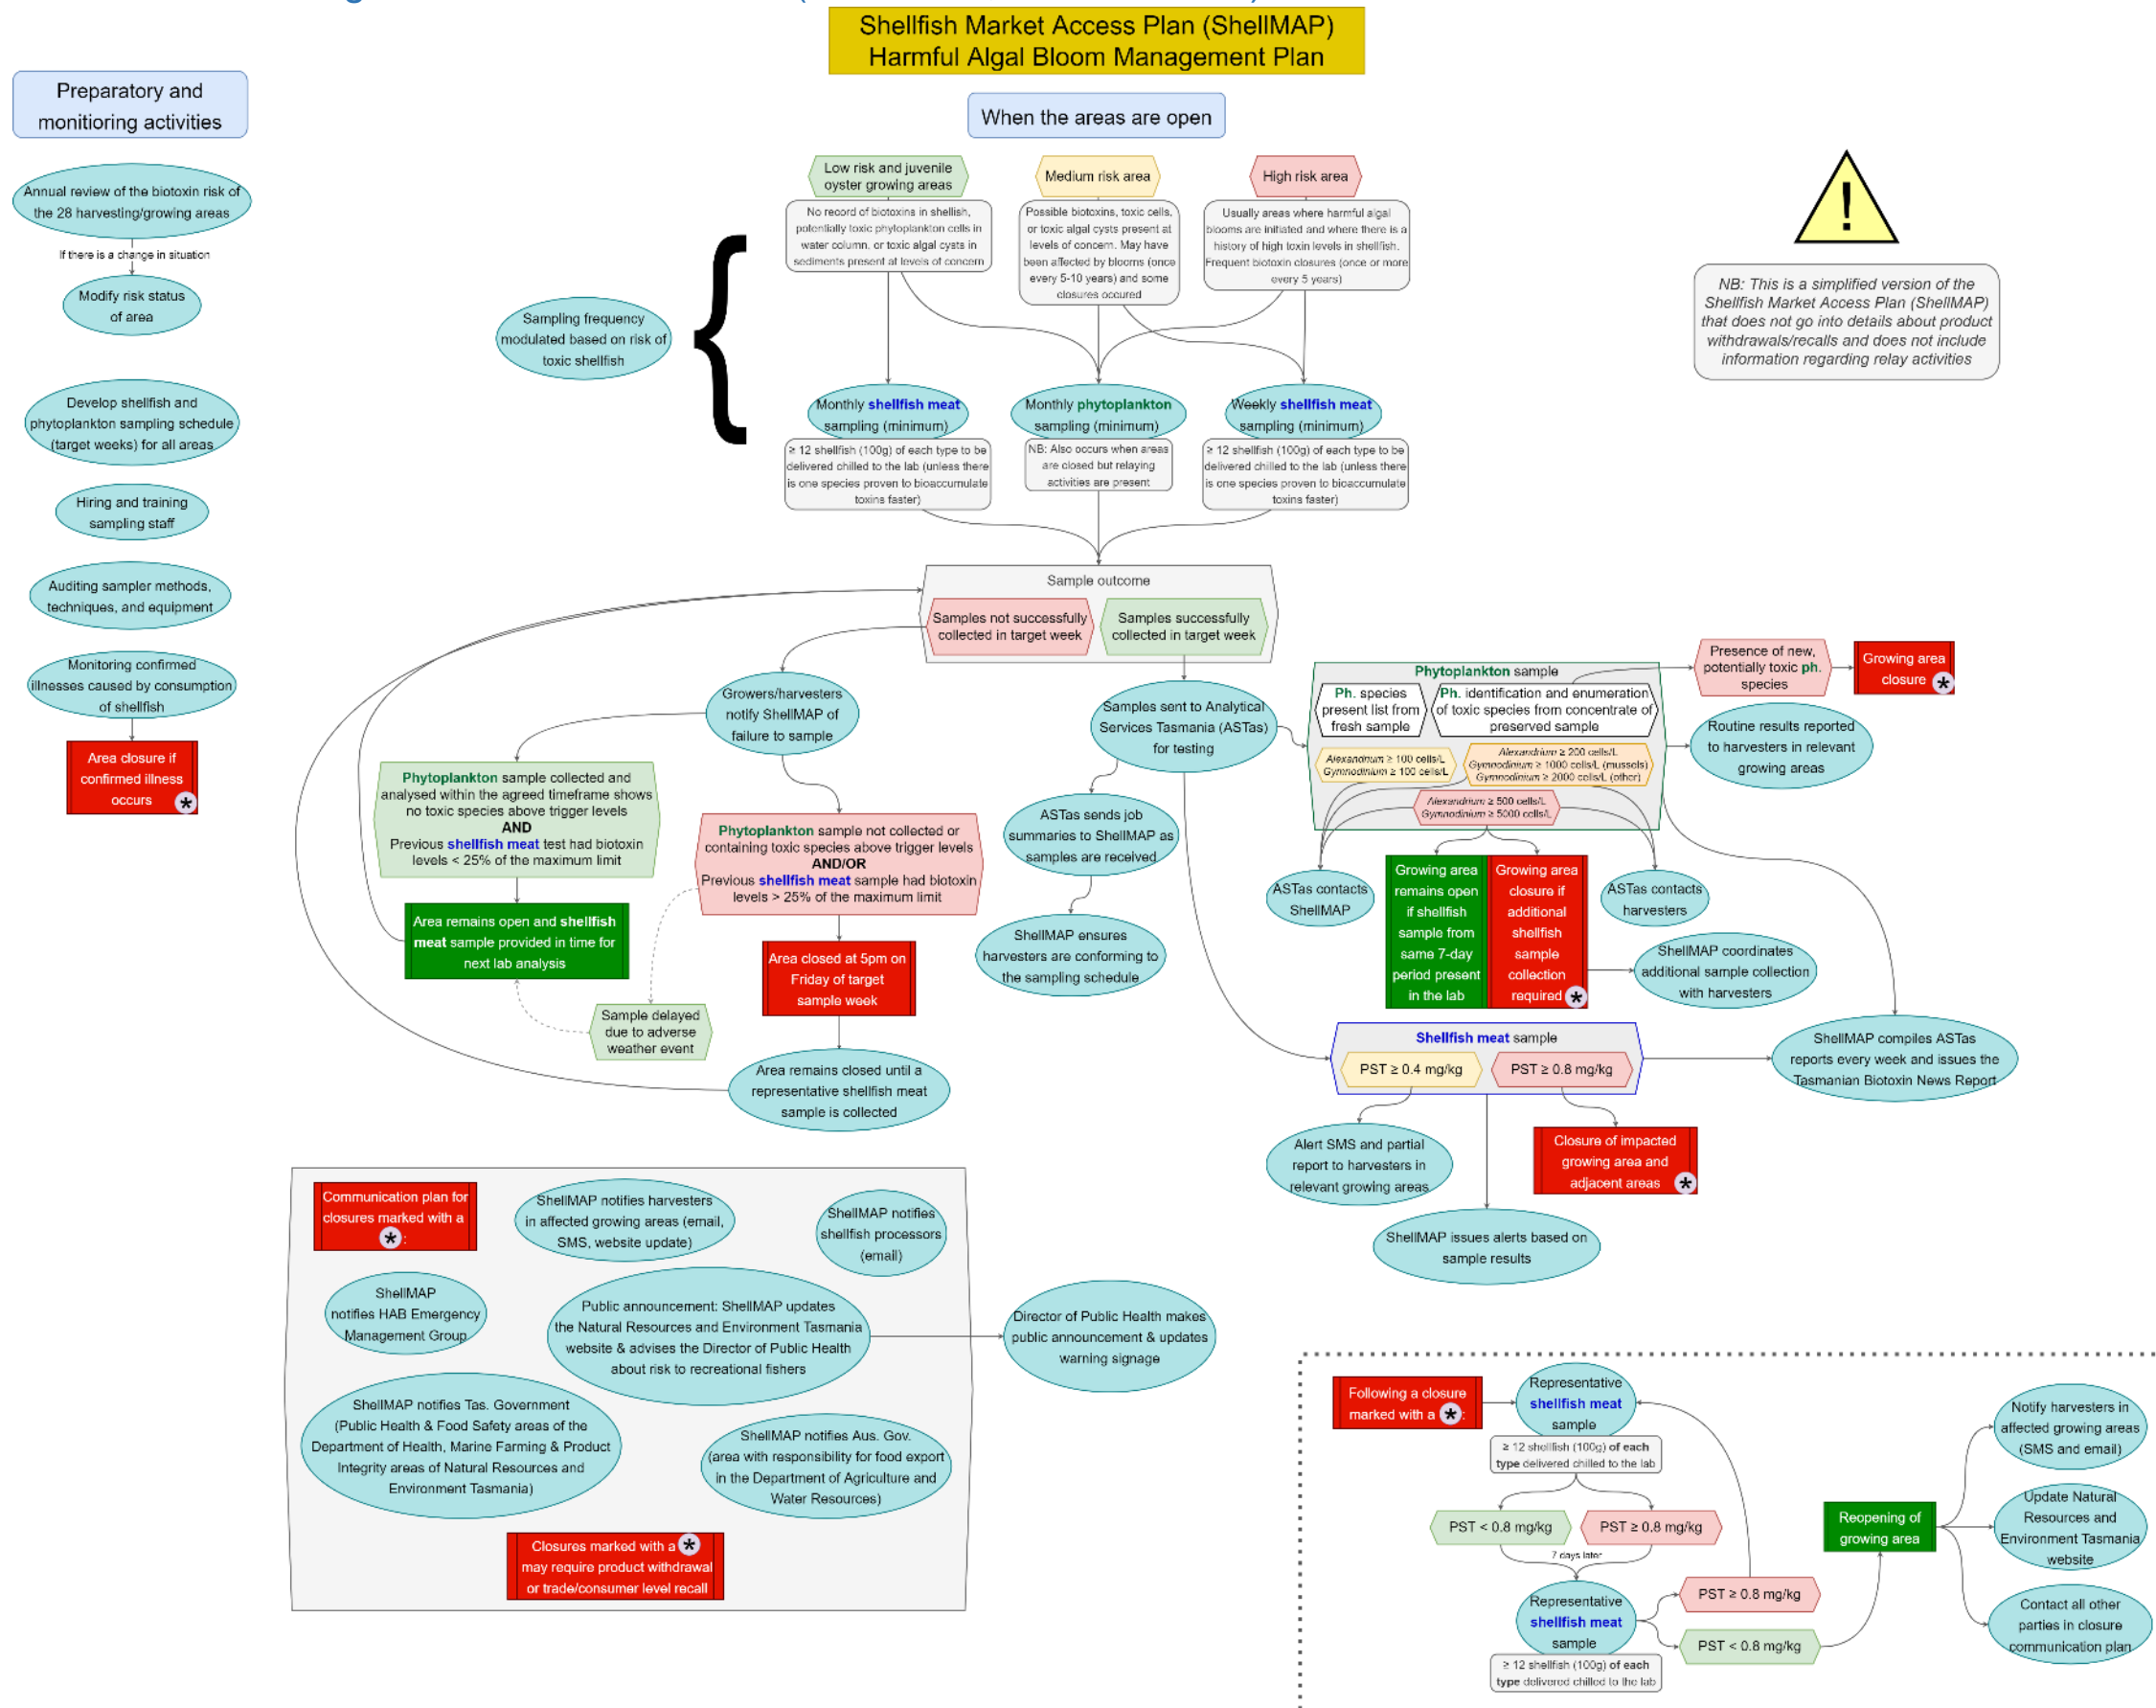 Shellfish Market Access Plan (ShellMAP)
Harmful Algal Bloom Management Plan
Preparatory and
monitioring activities
Annual review of the biotoxin risk of
the 28 harvesting/growing areas
If there is a change in situation
Modify risk status
of area
Develop shellfish and
phytoplankton sampling schedule
(target weeks) for all areas
Hiring and training
sampling staff
Auditing sampler methods,
techniques, and equipment
Monitoring confirmed
illnesses caused by consumption
of shellfish
Area closure if
confirmed illness
occurs *
When the areas are open
Low risk and juvenile
oyster growing areas
No record of biotoxins in shellish,
potentially toxic phytoplankton cells in
water column, or toxic algal cysts in
sediments present at levels of concern
Medium risk area
Possible biotoxins, toxic cells,
or toxic algal cysts present at
levels of concern. May have
been affected by blooms (once
every 5-10 years) and some
closures occured
High risk area
Usually areas where harmful algal
blooms are initiated and where there is a
history of high toxin levels in shellfish.
Frequent biotoxin closures (once or more
every 5 years)
!
NB: This is a simplified version of the
Shellfish Market Access Plan (ShellMAP)
that does not go into details about product
withdrawals/recalls and does not include
information regarding relay activities
Sampling frequency
modulated based on risk of
toxic shellfish
{
Monthly shellfish meat
sampling (minimum)
≥ 12 shellfish (100g) of each type to be
delivered chilled to the lab (unless there
is one species proven to bioaccumulate
toxins faster)
Monthly phytoplankton
sampling (minimum)
NB: Also occurs when areas
are closed but relaying
activities are present
Weekly shellfish meat
sampling (minimum)
≥ 12 shellfish (100g) of each type to be
delivered chilled to the lab (unless there
is one species proven to bioaccumulate
toxins faster)
Sample outcome
Samples not successfully
collected in target week
Samples successfully
collected in target week
Growers/harvesters
notify ShellMAP of
failure to sample
Phytoplankton sample collected and
analysed within the agreed timeframe shows
no toxic species above trigger levels
AND
Previous shellfish meat test had biotoxin
levels < 25% of the maximum limit
Area remains open and shellfish
meat sample provided in time for
next lab analysis
Phytoplankton sample not collected or
containing toxic species above trigger levels
AND/OR
Previous shellfish meat sample had biotoxin
levels > 25% of the maximum limit
Area closed at 5pm on
Friday of target
sample week
Sample delayed
due to adverse
weather event
Area remains closed until a
representative shellfish meat
sample is collected
Samples sent to Analytical
Services Tasmania (ASTas)
for testing
ASTas sends job
summaries to ShellMAP as
samples are received
ShellMAP ensures
harvesters are conforming to
the sampling schedule
Phytoplankton sample
Ph. species
present list from
fresh sample
Ph. identification and enumeration
of toxic species from concentrate of
preserved sample
Alexandrium ≥ 100 cells/L
Gymnodinium ≥ 100 cells/L
Alexandrium ≥ 200 cells/L
Gymnodinium ≥ 1000 cells/L (mussels)
Gymnodinium ≥ 2000 cells/L (other)
Alexandrium ≥ 500 cells/L
Gymnodinium ≥ 5000 cells/L
Presence of new,
potentially toxic ph.
species
Growing area
closure *
Routine results reported
to harvesters in relevant
growing areas
ASTas contacts
ShellMAP
Growing area
remains open
if shellfish
sample from
same 7-day
period present
in the lab
Growing area
closure if
additional
shellfish
sample
collection
required *
ASTas contacts
harvesters
ShellMAP coordinates
additional sample collection
with harvesters
Shellfish meat sample
PST ≥ 0.4 mg/kg
PST ≥ 0.8 mg/kg
ShellMAP compiles ASTas
reports every week and issues the
Tasmanian Biotoxin News Report
Alert SMS and partial
report to harvesters in
relevant growing areas
Closure of impacted
growing area and
adjacent areas *
ShellMAP issues alerts based on
sample results
Communication plan for
closures marked with a
* :
ShellMAP notifies harvesters
in affected growing areas (email,
SMS, website update)
ShellMAP notifies
shellfish processors
(email)
ShellMAP
notifies HAB Emergency
Management Group
Public announcement: ShellMAP updates
the Natural Resources and Environment Tasmania
website & advises the Director of Public Health
about risk to recreational fishers
Director of Public Health makes
public announcement & updates
warning signage
ShellMAP notifies Tas. Government
(Public Health & Food Safety areas of the
Department of Health, Marine Farming & Product
Integrity areas of Natural Resources and
Environment Tasmania)
ShellMAP notifies Aus. Gov.
(area with responsibility for food export
in the Department of Agriculture and
Water Resources)
Closures marked with a *
may require product withdrawal
or trade/consumer level recall
Following a closure
marked with a * :
Representative
shellfish meat
sample
≥ 12 shellfish (100g) of each
type delivered chilled to the lab
PST < 0.8 mg/kg
PST ≥ 0.8 mg/kg
7 days later
Representative
shellfish meat
sample
≥ 12 shellfish (100g) of each
type delivered chilled to the lab
PST ≥ 0.8 mg/kg
PST < 0.8 mg/kg
Reopening of
growing area
Notify harvesters in
affected growing areas
(SMS and email)
Update Natural
Resources and
Environment Tasmania
website
Contact all other
parties in closure
communication plan